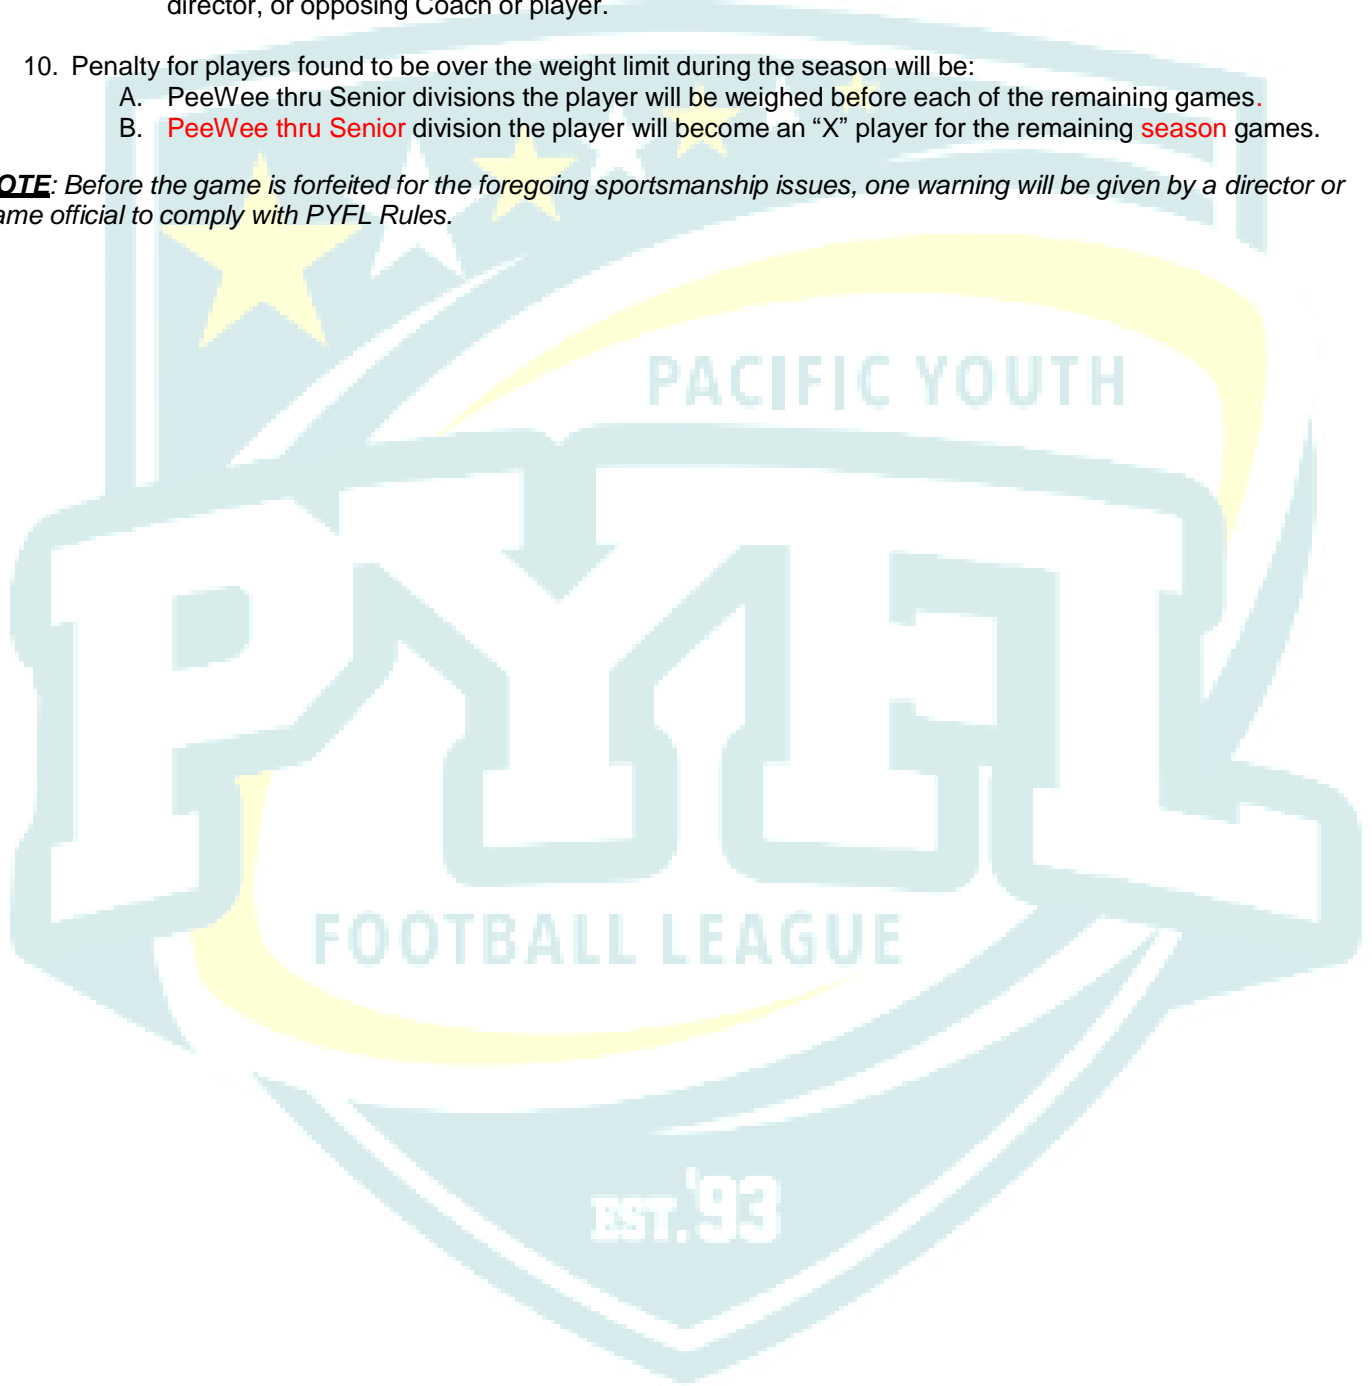 director, or opposing Coach or player.
10. Penalty for players found to be over the weight limit during the season will be:
A. PeeWee thru Senior divisions the player will be weighed before each of the remaining games.
B. PeeWee thru Senior division the player will become an “X” player for the remaining season games.
OTE: Before the game is forfeited for the foregoing sportsmanship issues, one warning will be given by a director or
ame official to comply with PYFL Rules.
PACIFIC YOUTH
PYFL
FOOTBALL LEAGUE
EST. '93